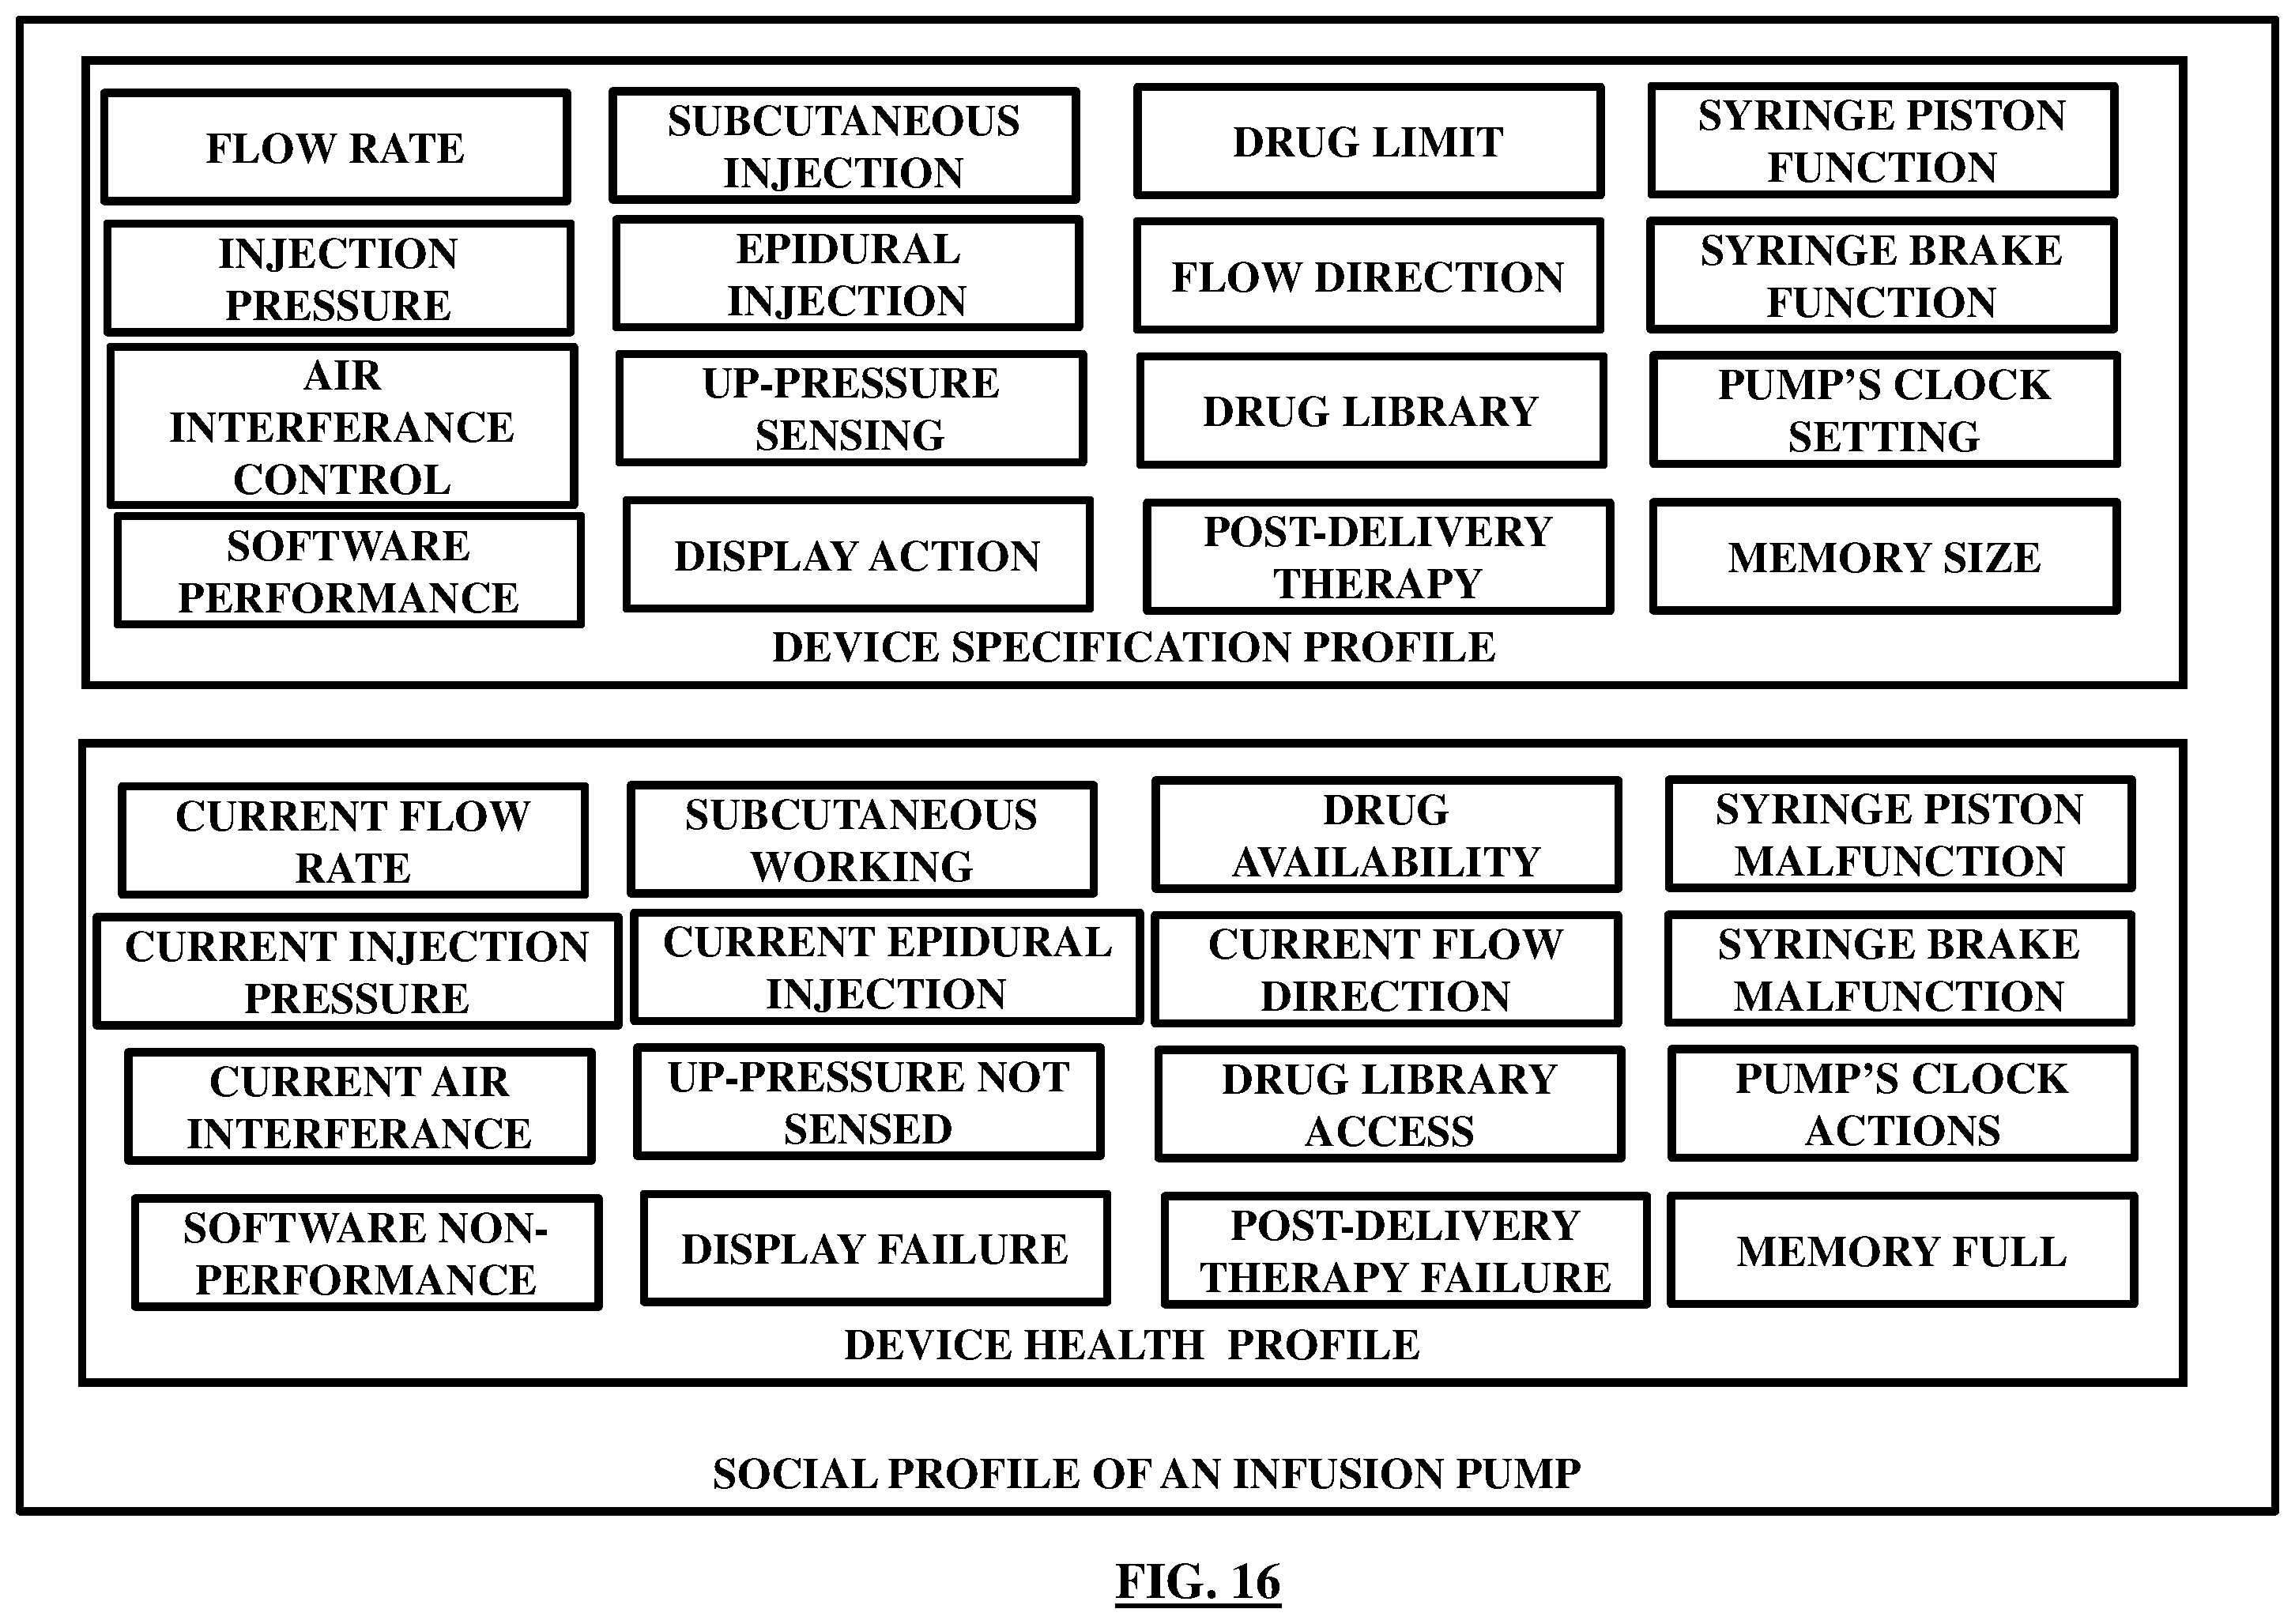 FLOW RATE
SUBCUTANEOUS
INJECTION
DRUG LIMIT
SYRINGE PISTON
FUNCTION
INJECTION
PRESSURE
EPIDURAL
INJECTION
FLOW DIRECTION
SYRINGE BRAKE
FUNCTION
AIR
INTERFERANCE
CONTROL
UP-PRESSURE
SENSING
DRUG LIBRARY
PUMP’S CLOCK
SETTING
SOFTWARE
PERFORMANCE
DISPLAY ACTION
POST-DELIVERY
THERAPY
MEMORY SIZE
DEVICE SPECIFICATION PROFILE
CURRENT FLOW
RATE
SUBCUTANEOUS
WORKING
DRUG
AVAILABILITY
SYRINGE PISTON
MALFUNCTION
CURRENT INJECTION
PRESSURE
CURRENT EPIDURAL
INJECTION
CURRENT FLOW
DIRECTION
SYRINGE BRAKE
MALFUNCTION
CURRENT AIR
INTERFERANCE
UP-PRESSURE NOT
SENSED
DRUG LIBRARY
ACCESS
PUMP’S CLOCK
ACTIONS
SOFTWARE NON-
PERFORMANCE
DISPLAY FAILURE
POST-DELIVERY
THERAPY FAILURE
MEMORY FULL
DEVICE HEALTH PROFILE
SOCIAL PROFILE OF AN INFUSION PUMP
FIG. 16